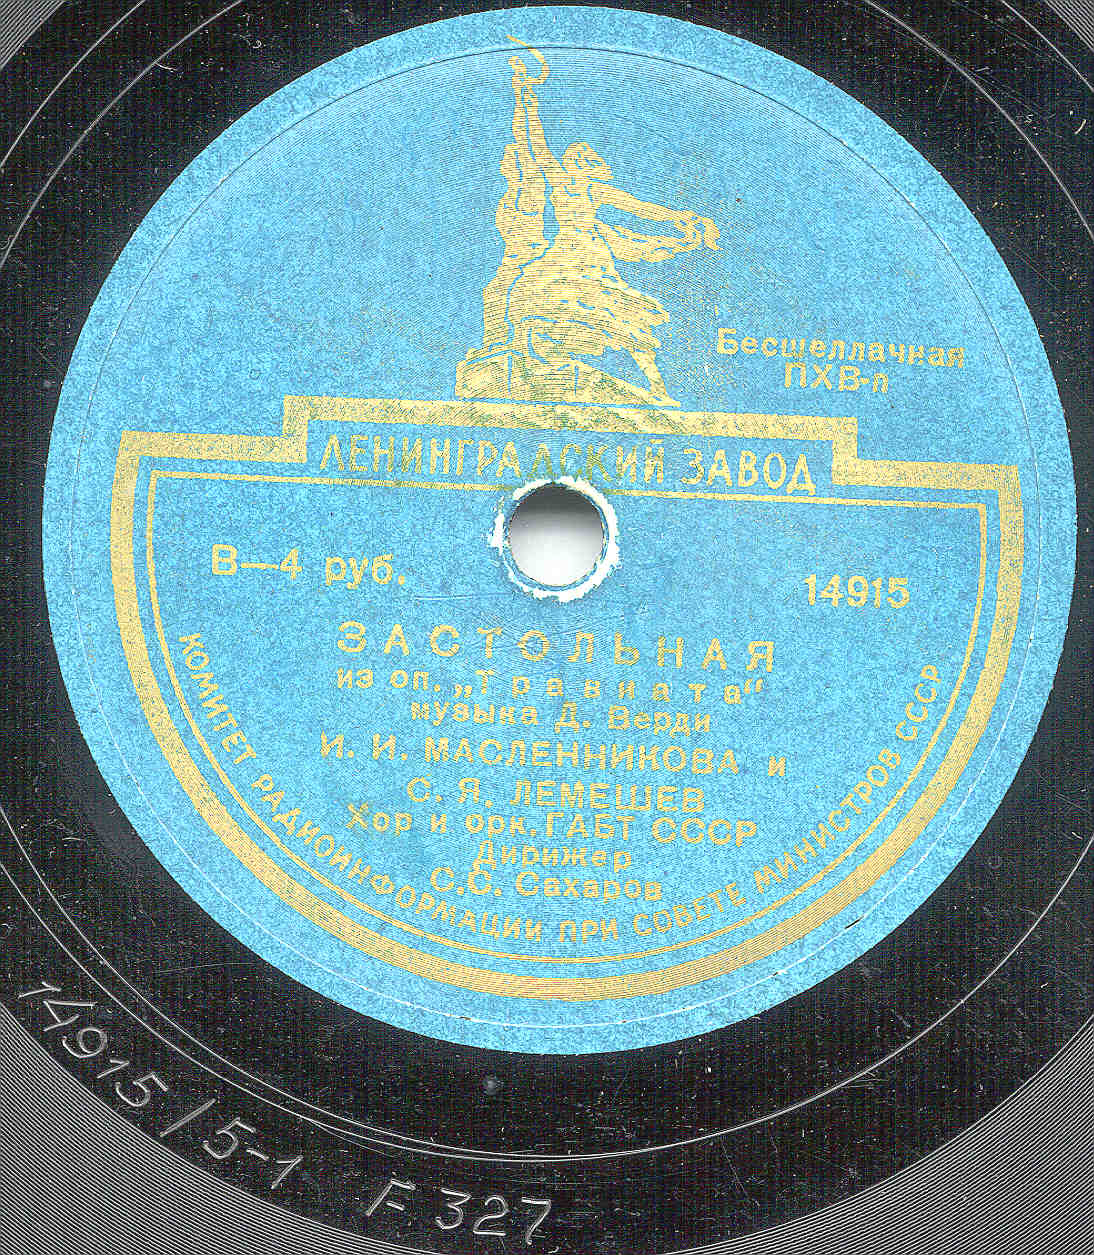 Бесшеллачная
ПХВ-п
ЛЕНИНГРАДСКИЙ ЗАВОД
В—4 руб.
14915
ЗАСТОЛЬНАЯ
из оп. „Травиата“
музыка Д. Верди
И. И. МАСЛЕННИКОВА и
С. Я. ЛЕМЕШЕВ
Хор и орк. ГАБТ СССР
Дирижер
С.С. Сахаров
КОМИТЕТ РАДИОИНФОРМАЦИИ ПРИ СОВЕТЕ МИНИСТРОВ СССР
14915/5-1 F 327